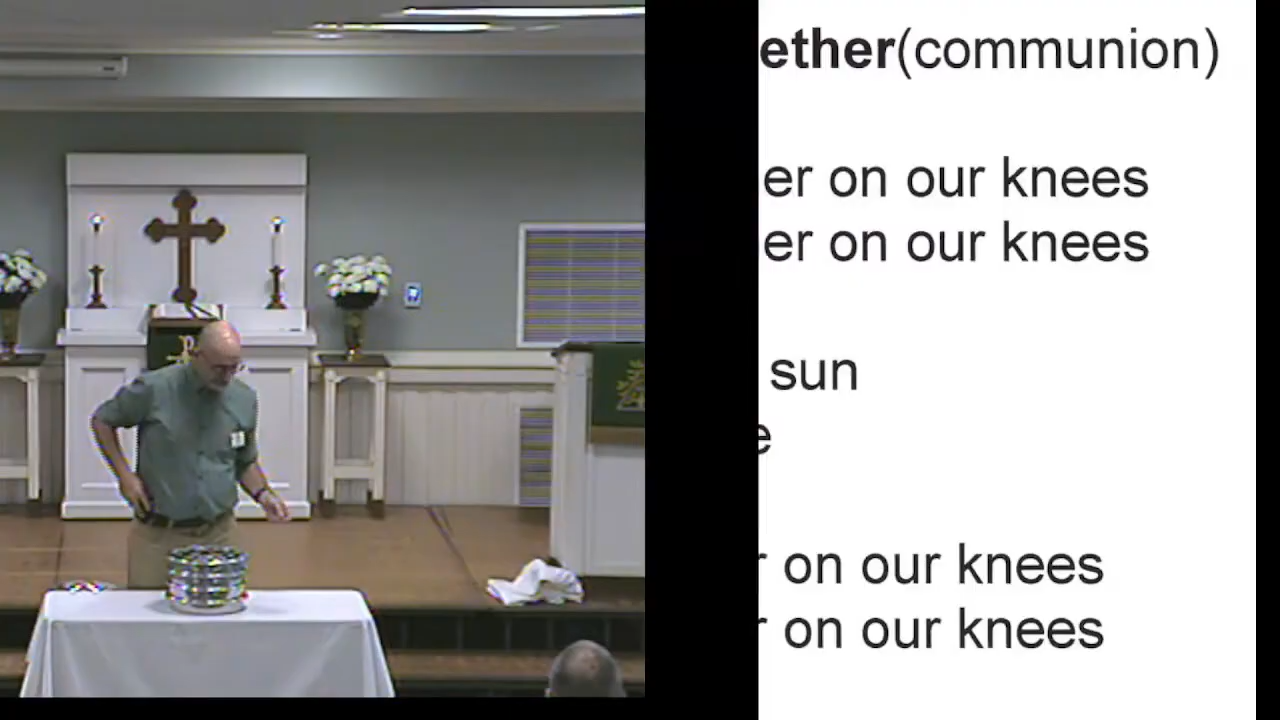 ether(communion)
er on our knees
er on our knees
sun
e
r on our knees
r on our knees